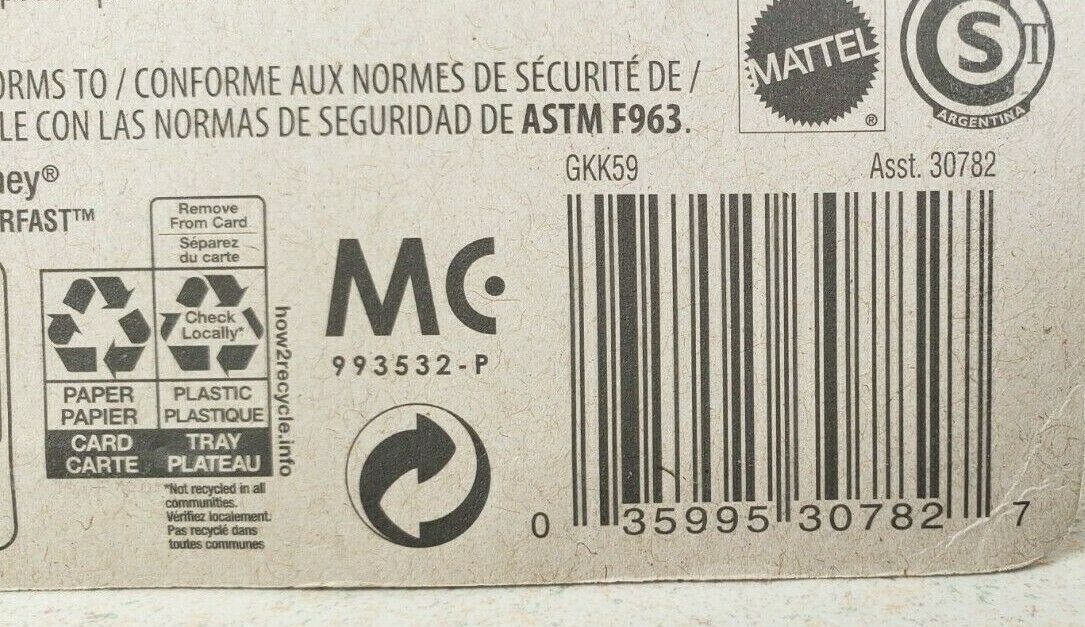 MATTEL
®
S
T
ARGENTINA
ORMS TO / CONFORME AUX NORMES DE SÉCURITÉ DE /
LE CON LAS NORMAS DE SEGURIDAD DE ASTM F963.
GKK59 Asst. 30782
ney®
RFAST™
Remove
From Card
Séparez
du carte
Check
Locally*
PAPER
PAPIER
CARD
CARTE
PLASTIC
PLASTIQUE
TRAY
PLATEAU
how2recycle.info
*Not recycled in all
communities.
Vérifiez localement.
Pas recyclé dans
toutes communes
MC
993532-P
0 35995 30782 7